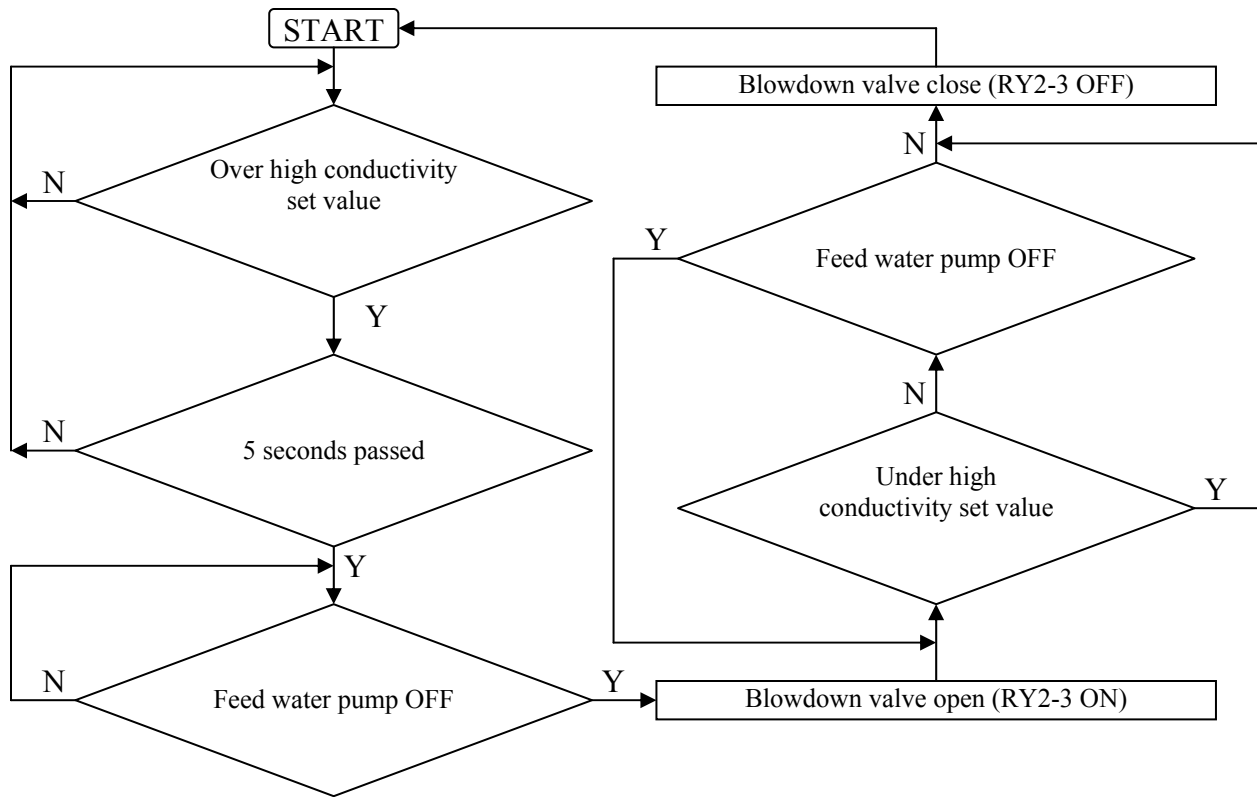 START
Over high conductivity
set value
N
Y
5 seconds passed
N
Y
Feed water pump OFF
N
Y
Blowdown valve open (RY2-3 ON)
Under high
conductivity set value
Y
N
Feed water pump OFF
Y
N
Blowdown valve close (RY2-3 OFF)